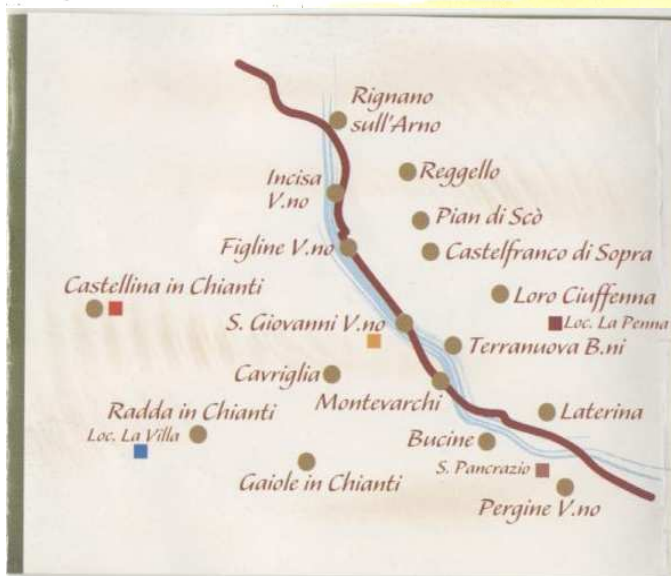 Rignano
sull'Arno
Reggello
Incisa
V.no
Pian di Scò
Figline V.no
Castelfranco di Sopra
Castellina in Chianti
Loro Ciuffenna
S. Giovanni V.no
Loc. La Penna
Terranuova B.ni
Cavriglia
Montevarchi
Radda in Chianti
Laterina
Loc. La Villa
Bucine
S. Pancrazio
Gaiole in Chianti
Pergine V.no